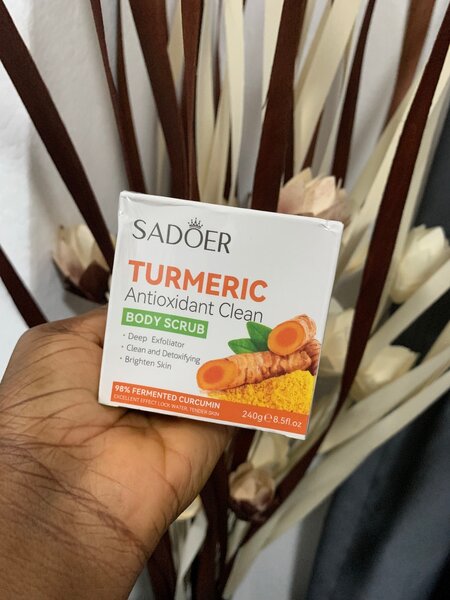 SADOER
TURMERIC
Antioxidant Clean
BODY SCRUB
· Deep Exfoliator
· Clean and Detoxifying
· Brighten Skin
98% FERMENTED CURCUMIN
EXCELLENT EFFECT LOCK WATER, TENDER SKIN
240g℮8.5fl.oz